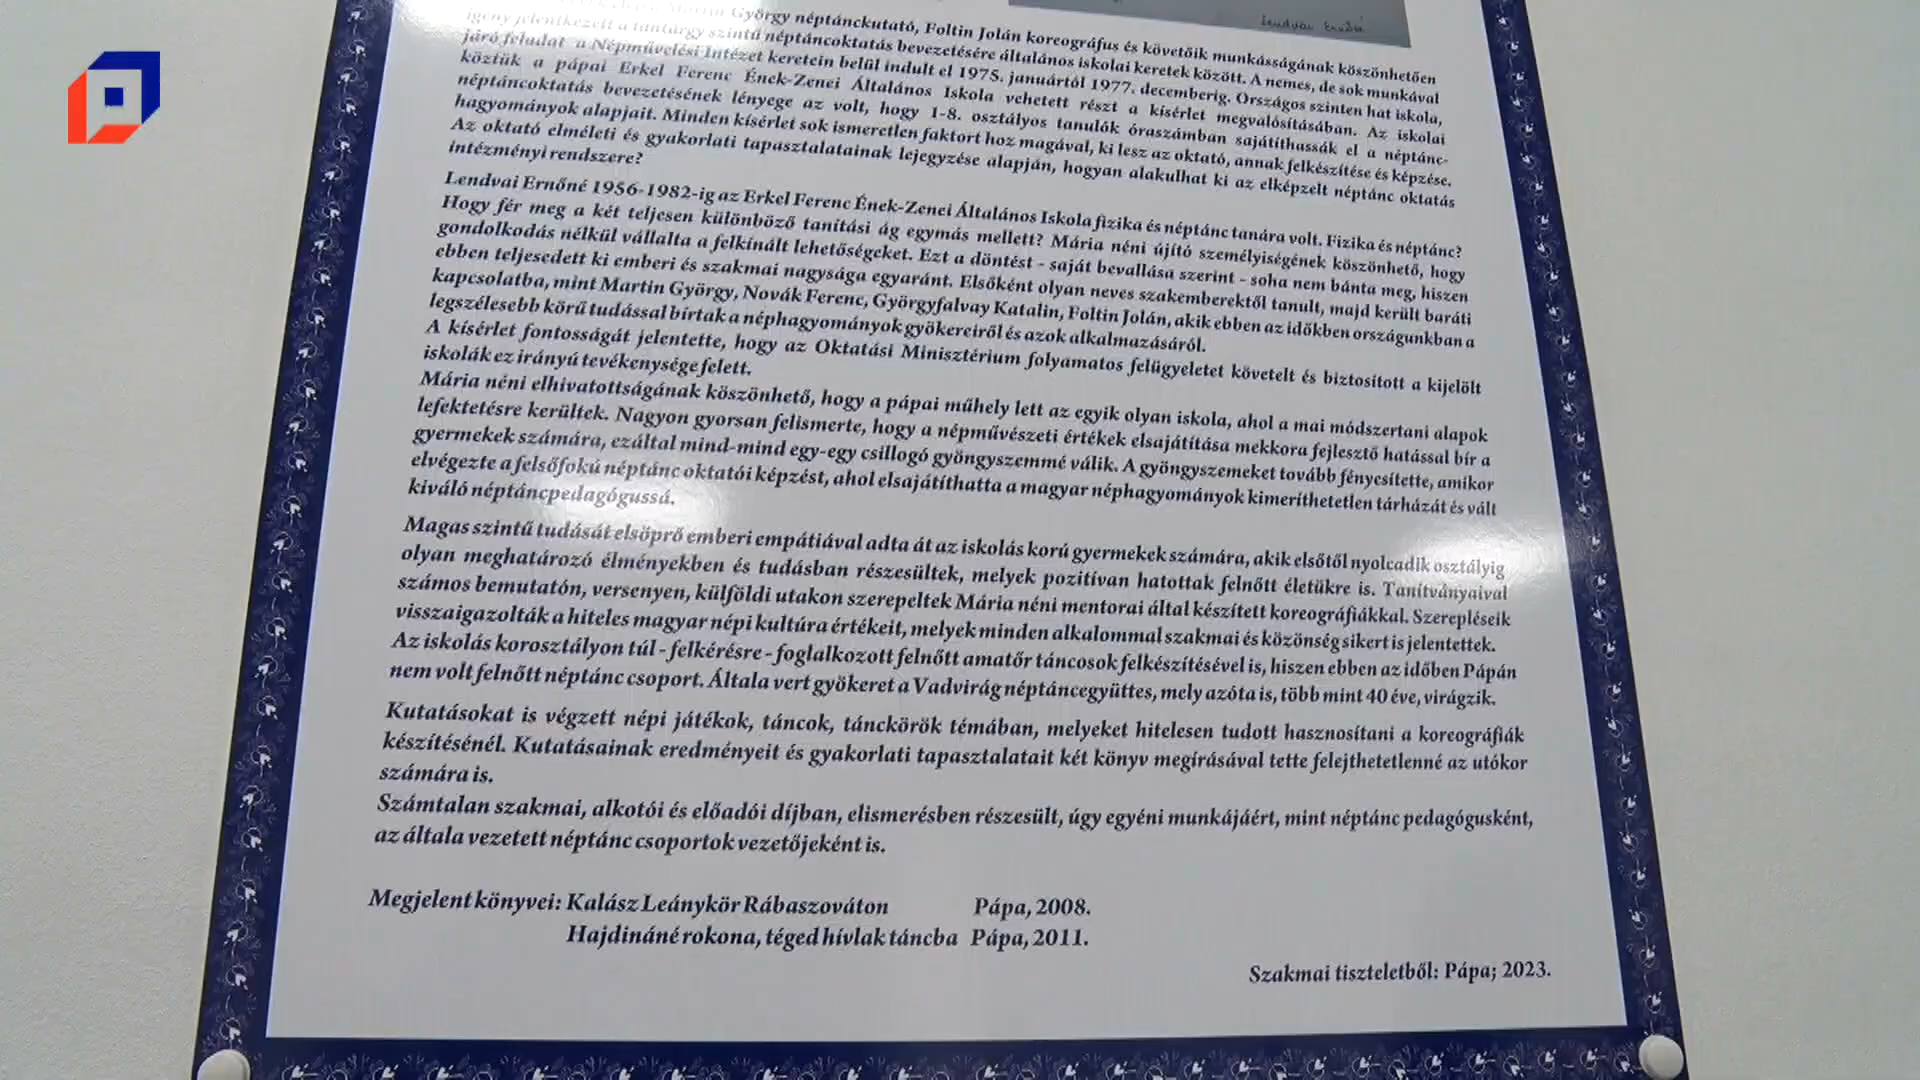 Lendvai Ernőné
Martin György néptánckutató, Foltin Jolán koreográfus és követőik munkásságának köszönhetően
igény jelentkezett a tantárgy szintű néptáncoktatás bevezetésére általános iskolai keretek között. A nemes, de sok munkával
járó feladat a Népművelési Intézet keretein belül indult el 1975. januártól 1977. decemberig. Országos szinten hat iskola,
köztük a pápai Erkel Ferenc Ének-Zenei Általános Iskola vehetett részt a kísérlet megvalósításában. Az iskolai
néptáncoktatás bevezetésének lényege az volt, hogy 1-8. osztályos tanulók óraszámban sajátíthassák el a néptánc-
hagyományok alapjait. Minden kísérlet sok ismeretlen faktort hoz magával, ki lesz az oktató, annak felkészítése és képzése.
Az oktató elméleti és gyakorlati tapasztalatainak lejegyzése alapján, hogyan alakulhat ki az elképzelt néptánc oktatás
intézményi rendszere?
Lendvai Ernőné 1956-1982-ig az Erkel Ferenc Ének-Zenei Általános Iskola fizika és néptánc tanára volt. Fizika és néptánc?
Hogy fér meg a két teljesen különböző tanítási ág egymás mellett? Mária néni újító személyiségének köszönhető, hogy
gondolkodás nélkül vállalta a felkínált lehetőségeket. Ezt a döntést - saját bevallása szerint - soha nem bánta meg, hiszen
ebben teljesedett ki emberi és szakmai nagysága egyaránt. Elsőként olyan neves szakemberektől tanult, majd került baráti
kapcsolatba, mint Martin György, Novák Ferenc, Györgyfalvay Katalin, Foltin Jolán, akik ebben az időkben országunkban a
legszélesebb körű tudással bírtak a néphagyományok gyökereiről és azok alkalmazásáról.
A kísérlet fontosságát jelentette, hogy az Oktatási Minisztérium folyamatos felügyeletet követelt és biztosított a kijelölt
iskolák ez irányú tevékenysége felett.
Mária néni elhivatottságának köszönhető, hogy a pápai műhely lett az egyik olyan iskola, ahol a mai módszertani alapok
lefektetésre kerültek. Nagyon gyorsan felismerte, hogy a népművészeti értékek elsajátítása mekkora fejlesztő hatással bír a
gyermekek számára, ezáltal mind-mind egy-egy csillogó gyöngyszemmé válik. A gyöngyszemeket tovább fényesítette, amikor
elvégezte a felsőfokú néptánc oktatói képzést, ahol elsajátíthatta a magyar néphagyományok kimeríthetetlen tárházát és vált
kiváló néptáncpedagógussá.
Magas szintű tudását elsöprő emberi empátiával adta át az iskolás korú gyermekek számára, akik elsőtől nyolcadik osztályig
olyan meghatározó élményekben és tudásban részesültek, melyek pozitívan hatottak felnőtt életükre is. Tanítványaival
számos bemutatón, versenyen, külföldi utakon szerepeltek Mária néni mentorai által készített koreográfiákkal. Szerepléseik
visszaigazolták a hiteles magyar népi kultúra értékeit, melyek minden alkalommal szakmai és közönség sikert is jelentettek.
Az iskolás korosztályon túl - felkérésre - foglalkozott felnőtt amatőr táncosok felkészítésével is, hiszen ebben az időben Pápán
nem volt felnőtt néptánc csoport. Általa vert gyökeret a Vadvirág néptáncegyüttes, mely azóta is, több mint 40 éve, virágzik.
Kutatásokat is végzett népi játékok, táncok, tánckörök témában, melyeket hitelesen tudott hasznosítani a koreográfiák
készítésénél. Kutatásainak eredményeit és gyakorlati tapasztalatait két könyv megírásával tette felejthetetlenné az utókor
számára is.
Számtalan szakmai, alkotói és előadói díjban, elismerésben részesült, úgy egyéni munkájáért, mint néptánc pedagógusként,
az általa vezetett néptánc csoportok vezetőjeként is.
Megjelent könyvei: Kalász Leánykör Rábaszováton Pápa, 2008.
Hajdináné rokona, téged hívlak táncba Pápa, 2011.
Szakmai tiszteletből: Pápa; 2023.